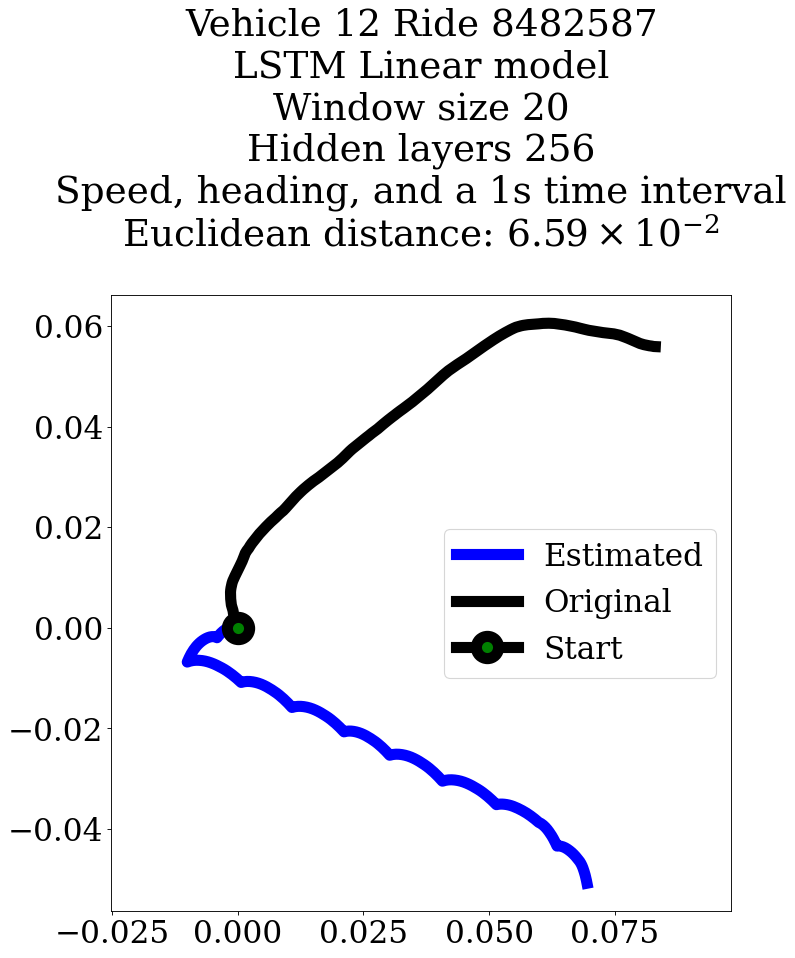 Vehicle 12 Ride 8482587
LSTM Linear model
Window size 20
Hidden layers 256
Speed, heading, and a 1s time interval
Euclidean distance: 6.59 × 10⁻²
0.06
0.04
0.02
0.00
−0.02
−0.04
Estimated
Original
Start
−0.025 0.000 0.025 0.050 0.075